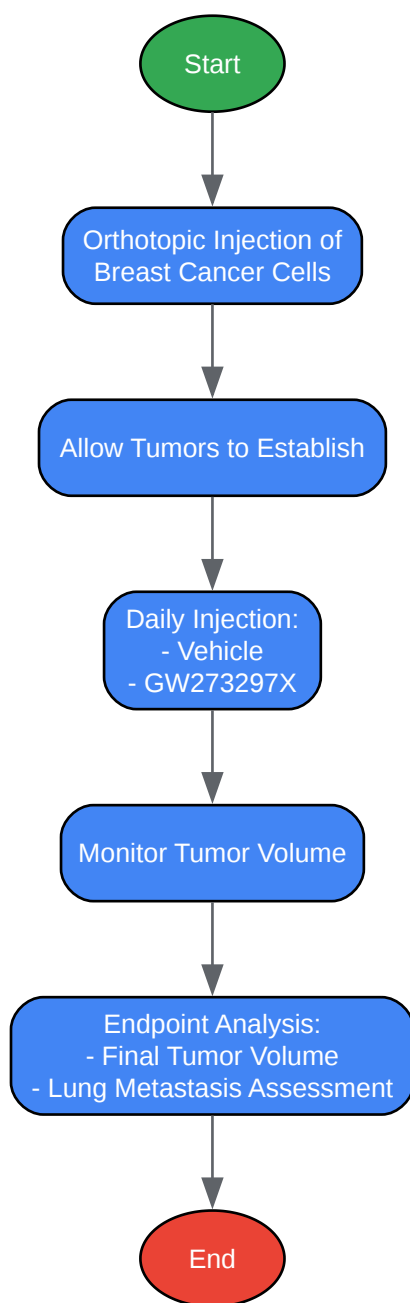 Start
Orthotopic Injection of
Breast Cancer Cells
Allow Tumors to Establish
Daily Injection:
- Vehicle
- GW273297X
Monitor Tumor Volume
Endpoint Analysis:
- Final Tumor Volume
- Lung Metastasis Assessment
End